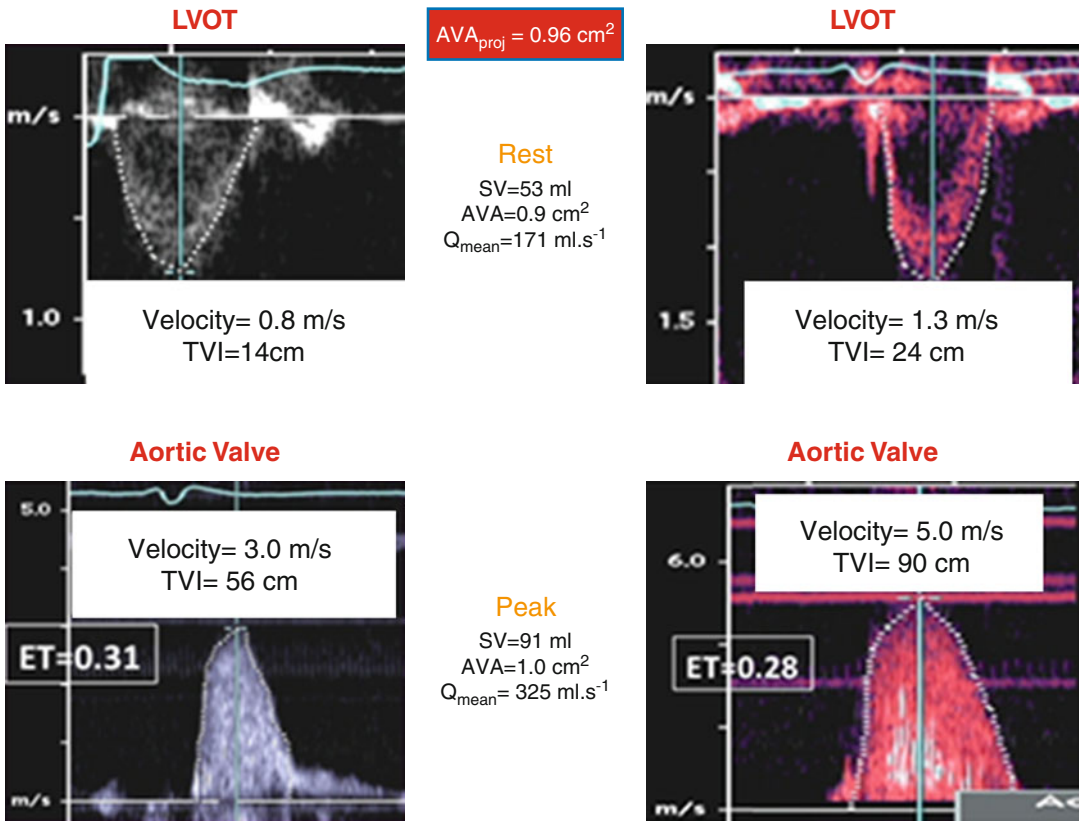 LVOT
AVAproj = 0.96 cm²
LVOT
m/s
1.0
Velocity= 0.8 m/s
TVI=14cm
Rest
SV=53 ml
AVA=0.9 cm²
Qmean=171 ml.s⁻¹
m/s
1.5
Velocity= 1.3 m/s
TVI= 24 cm
Aortic Valve
5.0
Velocity= 3.0 m/s
TVI= 56 cm
ET=0.31
m/s
Peak
SV=91 ml
AVA=1.0 cm²
Qmean= 325 ml.s⁻¹
Aortic Valve
6.0
Velocity= 5.0 m/s
TVI= 90 cm
ET=0.28
m/s